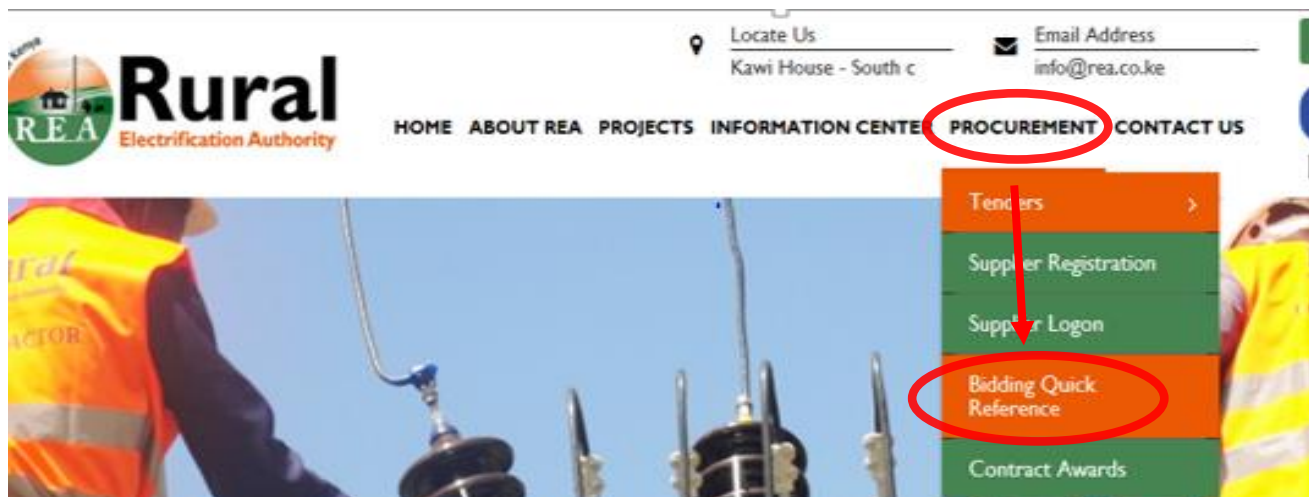 Kenya
REA
Rural
Electrification Authority
Locate Us
Kawi House - South c
Email Address
info@rea.co.ke
HOME ABOUT REA PROJECTS INFORMATION CENTER PROCUREMENT CONTACT US
Tenders >
Supplier Registration
Supplier Logon
Bidding Quick
Reference
Contract Awards